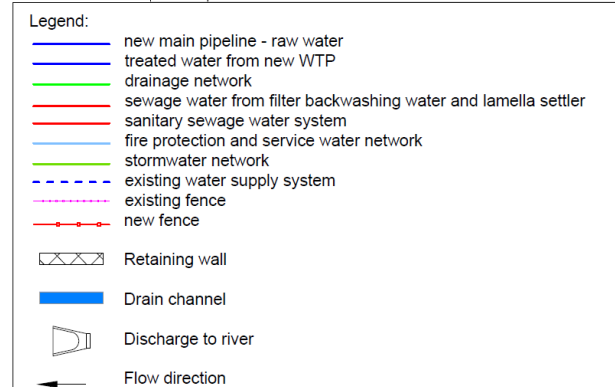 Legend:
new main pipeline - raw water
treated water from new WTP
drainage network
sewage water from filter backwashing water and lamella settler
sanitary sewage water system
fire protection and service water network
stormwater network
existing water supply system
existing fence
new fence
Retaining wall
Drain channel
Discharge to river
Flow direction